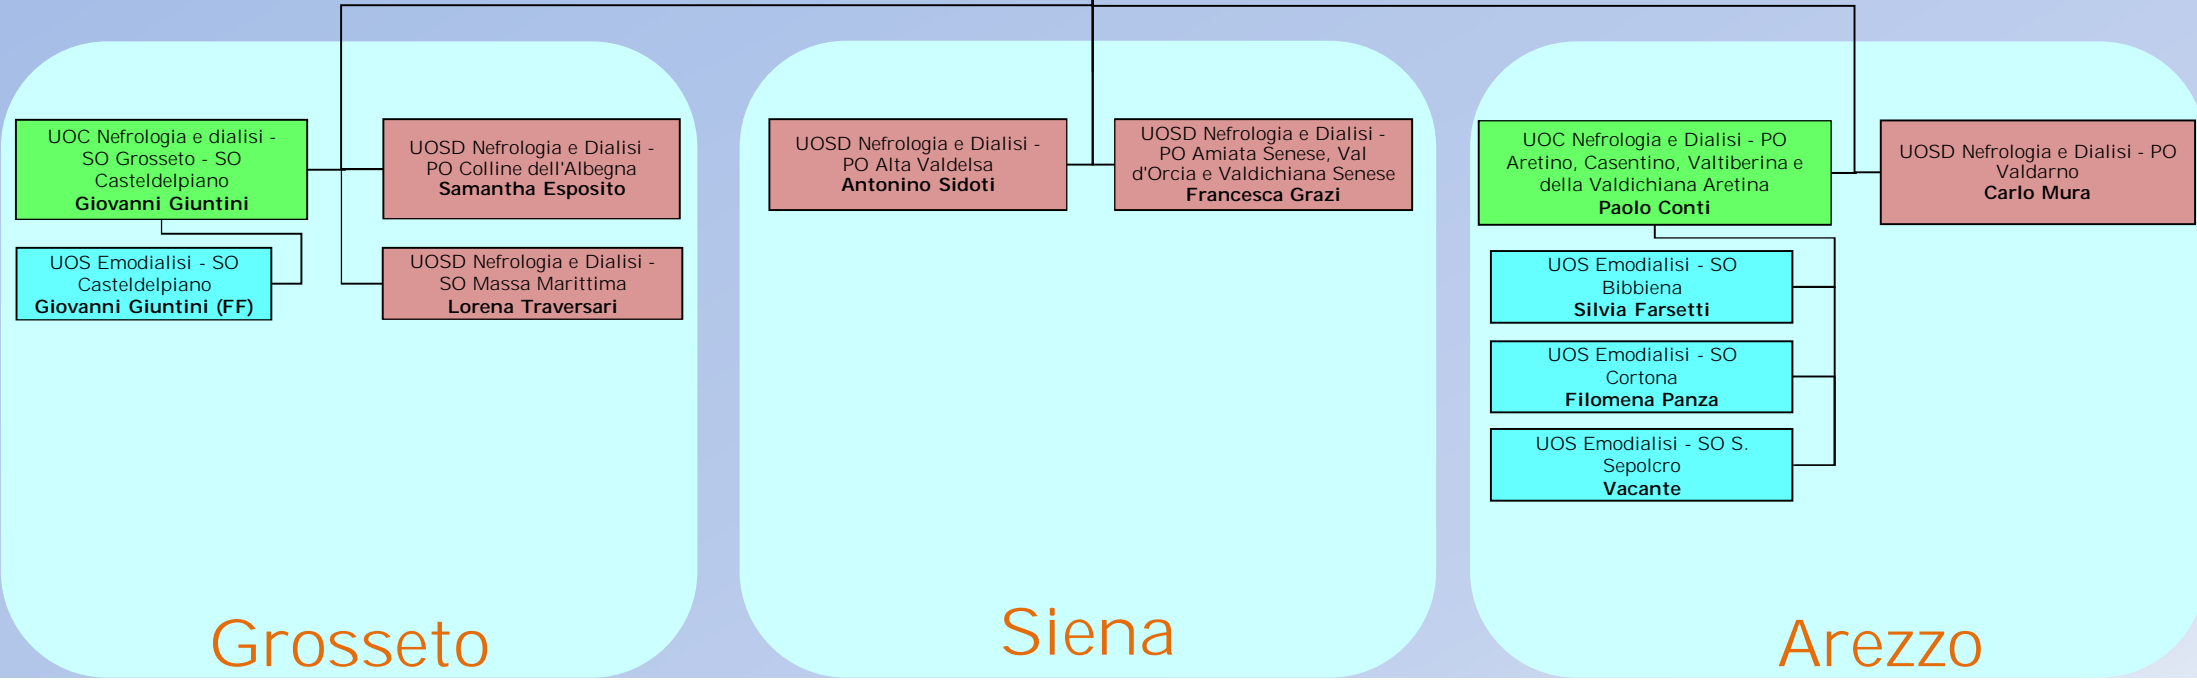 UOC Nefrologia e dialisi -
SO Grosseto - SO
Casteldelpiano
Giovanni Giuntini
UOSD Nefrologia e Dialisi -
PO Colline dell'Albegna
Samantha Esposito
UOS Emodialisi - SO
Casteldelpiano
Giovanni Giuntini (FF)
UOSD Nefrologia e Dialisi -
SO Massa Marittima
Lorena Traversari
Grosseto
UOSD Nefrologia e Dialisi -
PO Alta Valdelsa
Antonino Sidoti
UOSD Nefrologia e Dialisi -
PO Amiata Senese, Val
d'Orcia e Valdichiana Senese
Francesca Grazi
Siena
UOC Nefrologia e Dialisi - PO
Aretino, Casentino, Valtiberina e
della Valdichiana Aretina
Paolo Conti
UOSD Nefrologia e Dialisi - PO
Valdarno
Carlo Mura
UOS Emodialisi - SO
Bibbiena
Silvia Farsetti
UOS Emodialisi - SO
Cortona
Filomena Panza
UOS Emodialisi - SO S.
Sepolcro
Vacante
Arezzo